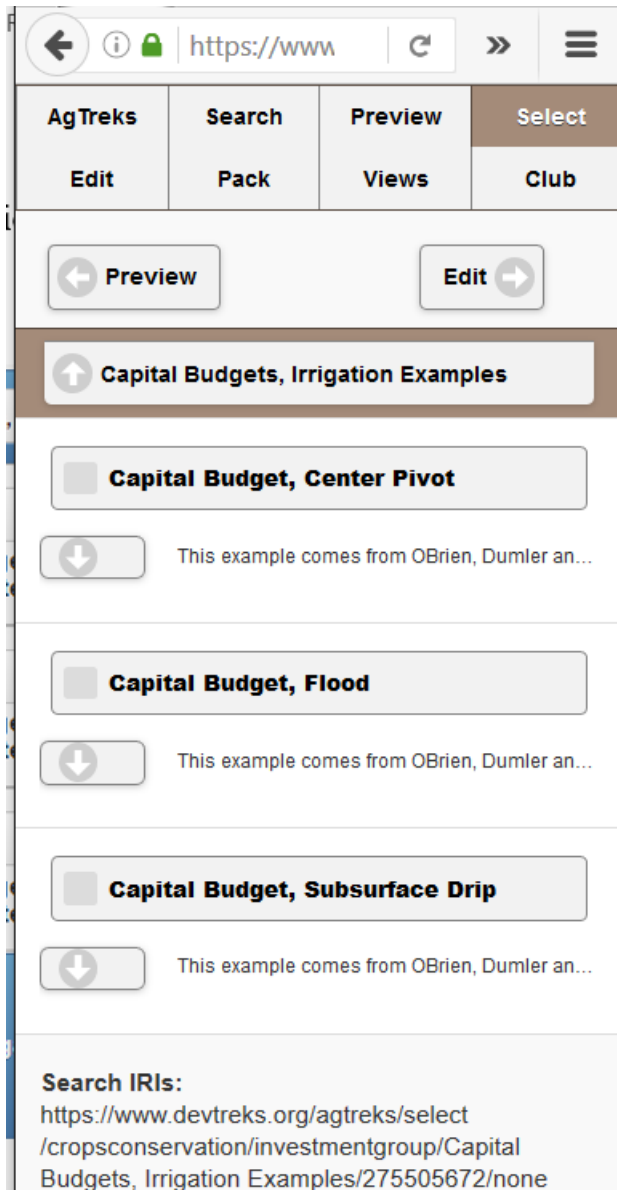 https://www
AgTreks Search Preview Select
Edit Pack Views Club
Preview Edit
Capital Budgets, Irrigation Examples
Capital Budget, Center Pivot
This example comes from OBrien, Dumler an...
Capital Budget, Flood
This example comes from OBrien, Dumler an...
Capital Budget, Subsurface Drip
This example comes from OBrien, Dumler an...
Search IRIs:
https://www.devtreks.org/agtreks/select
/cropsconservation/investmentgroup/Capital
Budgets, Irrigation Examples/275505672/none